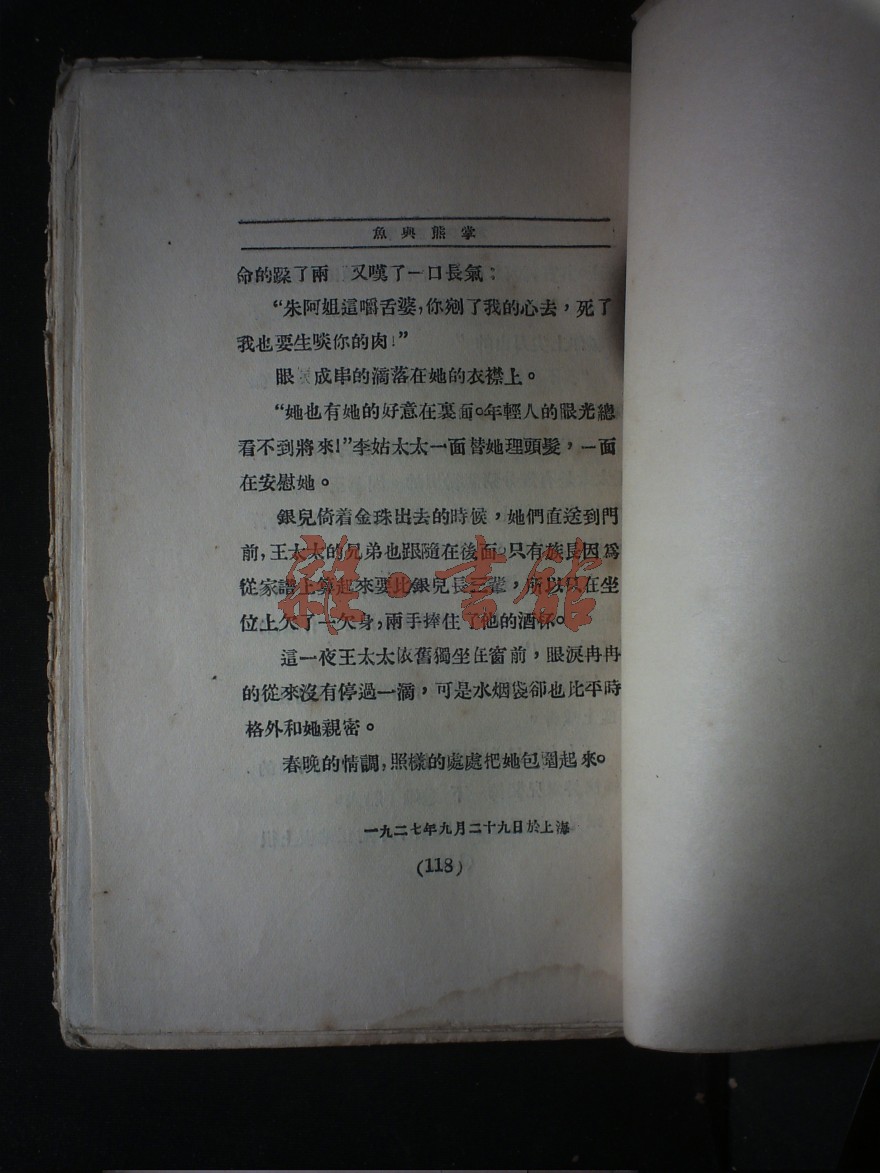 魚與熊掌
命的跺了兩 又嘆了一口長氣：
“朱阿姐這嚼舌婆，你剜了我的心去，死了
我也要生啖你的肉！”
眼 成串的滴落在她的衣襟上。
“她也有她的好意在裏面。年輕人的眼光總
看不到將來！”李姑太太一面替她理頭髮，一面
在安慰她。
銀兒倚着金珠出去的時候，她們直送到門
前，王太太的兄弟也跟隨在後面。只有族長因爲
從家譜上算起來要比銀兒長三輩，所以只在坐
位上欠了一欠身，兩手捧住了他的酒杯。
這一夜王太太依舊獨坐在窗前，眼淚冉冉
的從來沒有停過一滴，可是水烟袋卻也比平時
格外和她親密。
春晚的情調，照樣的處處把她包圍起來。
一九二七年九月二十九日於上海
(118)
雜·書館